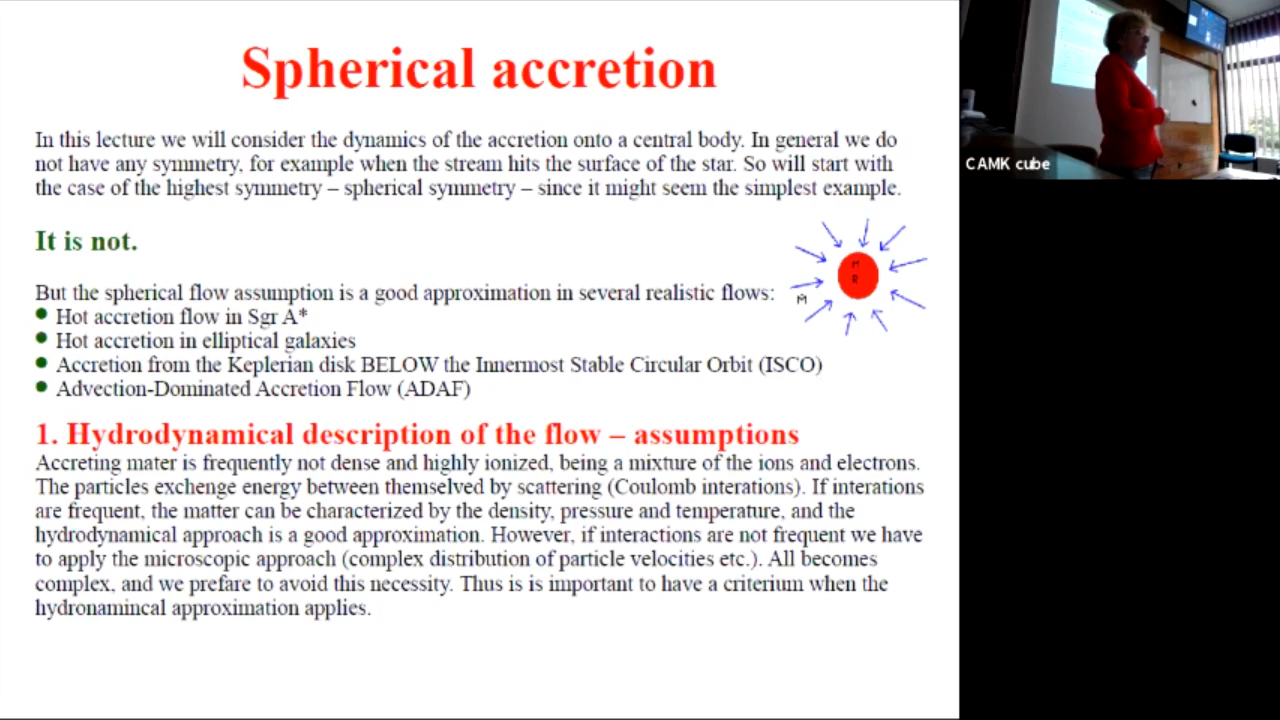 Spherical accretion
In this lecture we will consider the dynamics of the accretion onto a central body. In general we do
not have any symmetry, for example when the stream hits the surface of the star. So will start with
the case of the highest symmetry – spherical symmetry – since it might seem the simplest example.
It is not.
But the spherical flow assumption is a good approximation in several realistic flows:
Hot accretion flow in Sgr A*
Hot accretion in elliptical galaxies
Accretion from the Keplerian disk BELOW the Innermost Stable Circular Orbit (ISCO)
Advection-Dominated Accretion Flow (ADAF)
M
R
Ṁ
1. Hydrodynamical description of the flow – assumptions
Accreting mater is frequently not dense and highly ionized, being a mixture of the ions and electrons.
The particles exchenge energy between themselved by scattering (Coulomb interations). If interations
are frequent, the matter can be characterized by the density, pressure and temperature, and the
hydrodynamical approach is a good approximation. However, if interactions are not frequent we have
to apply the microscopic approach (complex distribution of particle velocities etc.). All becomes
complex, and we prefare to avoid this necessity. Thus is is important to have a criterium when the
hydronamincal approximation applies.
CAMK cube